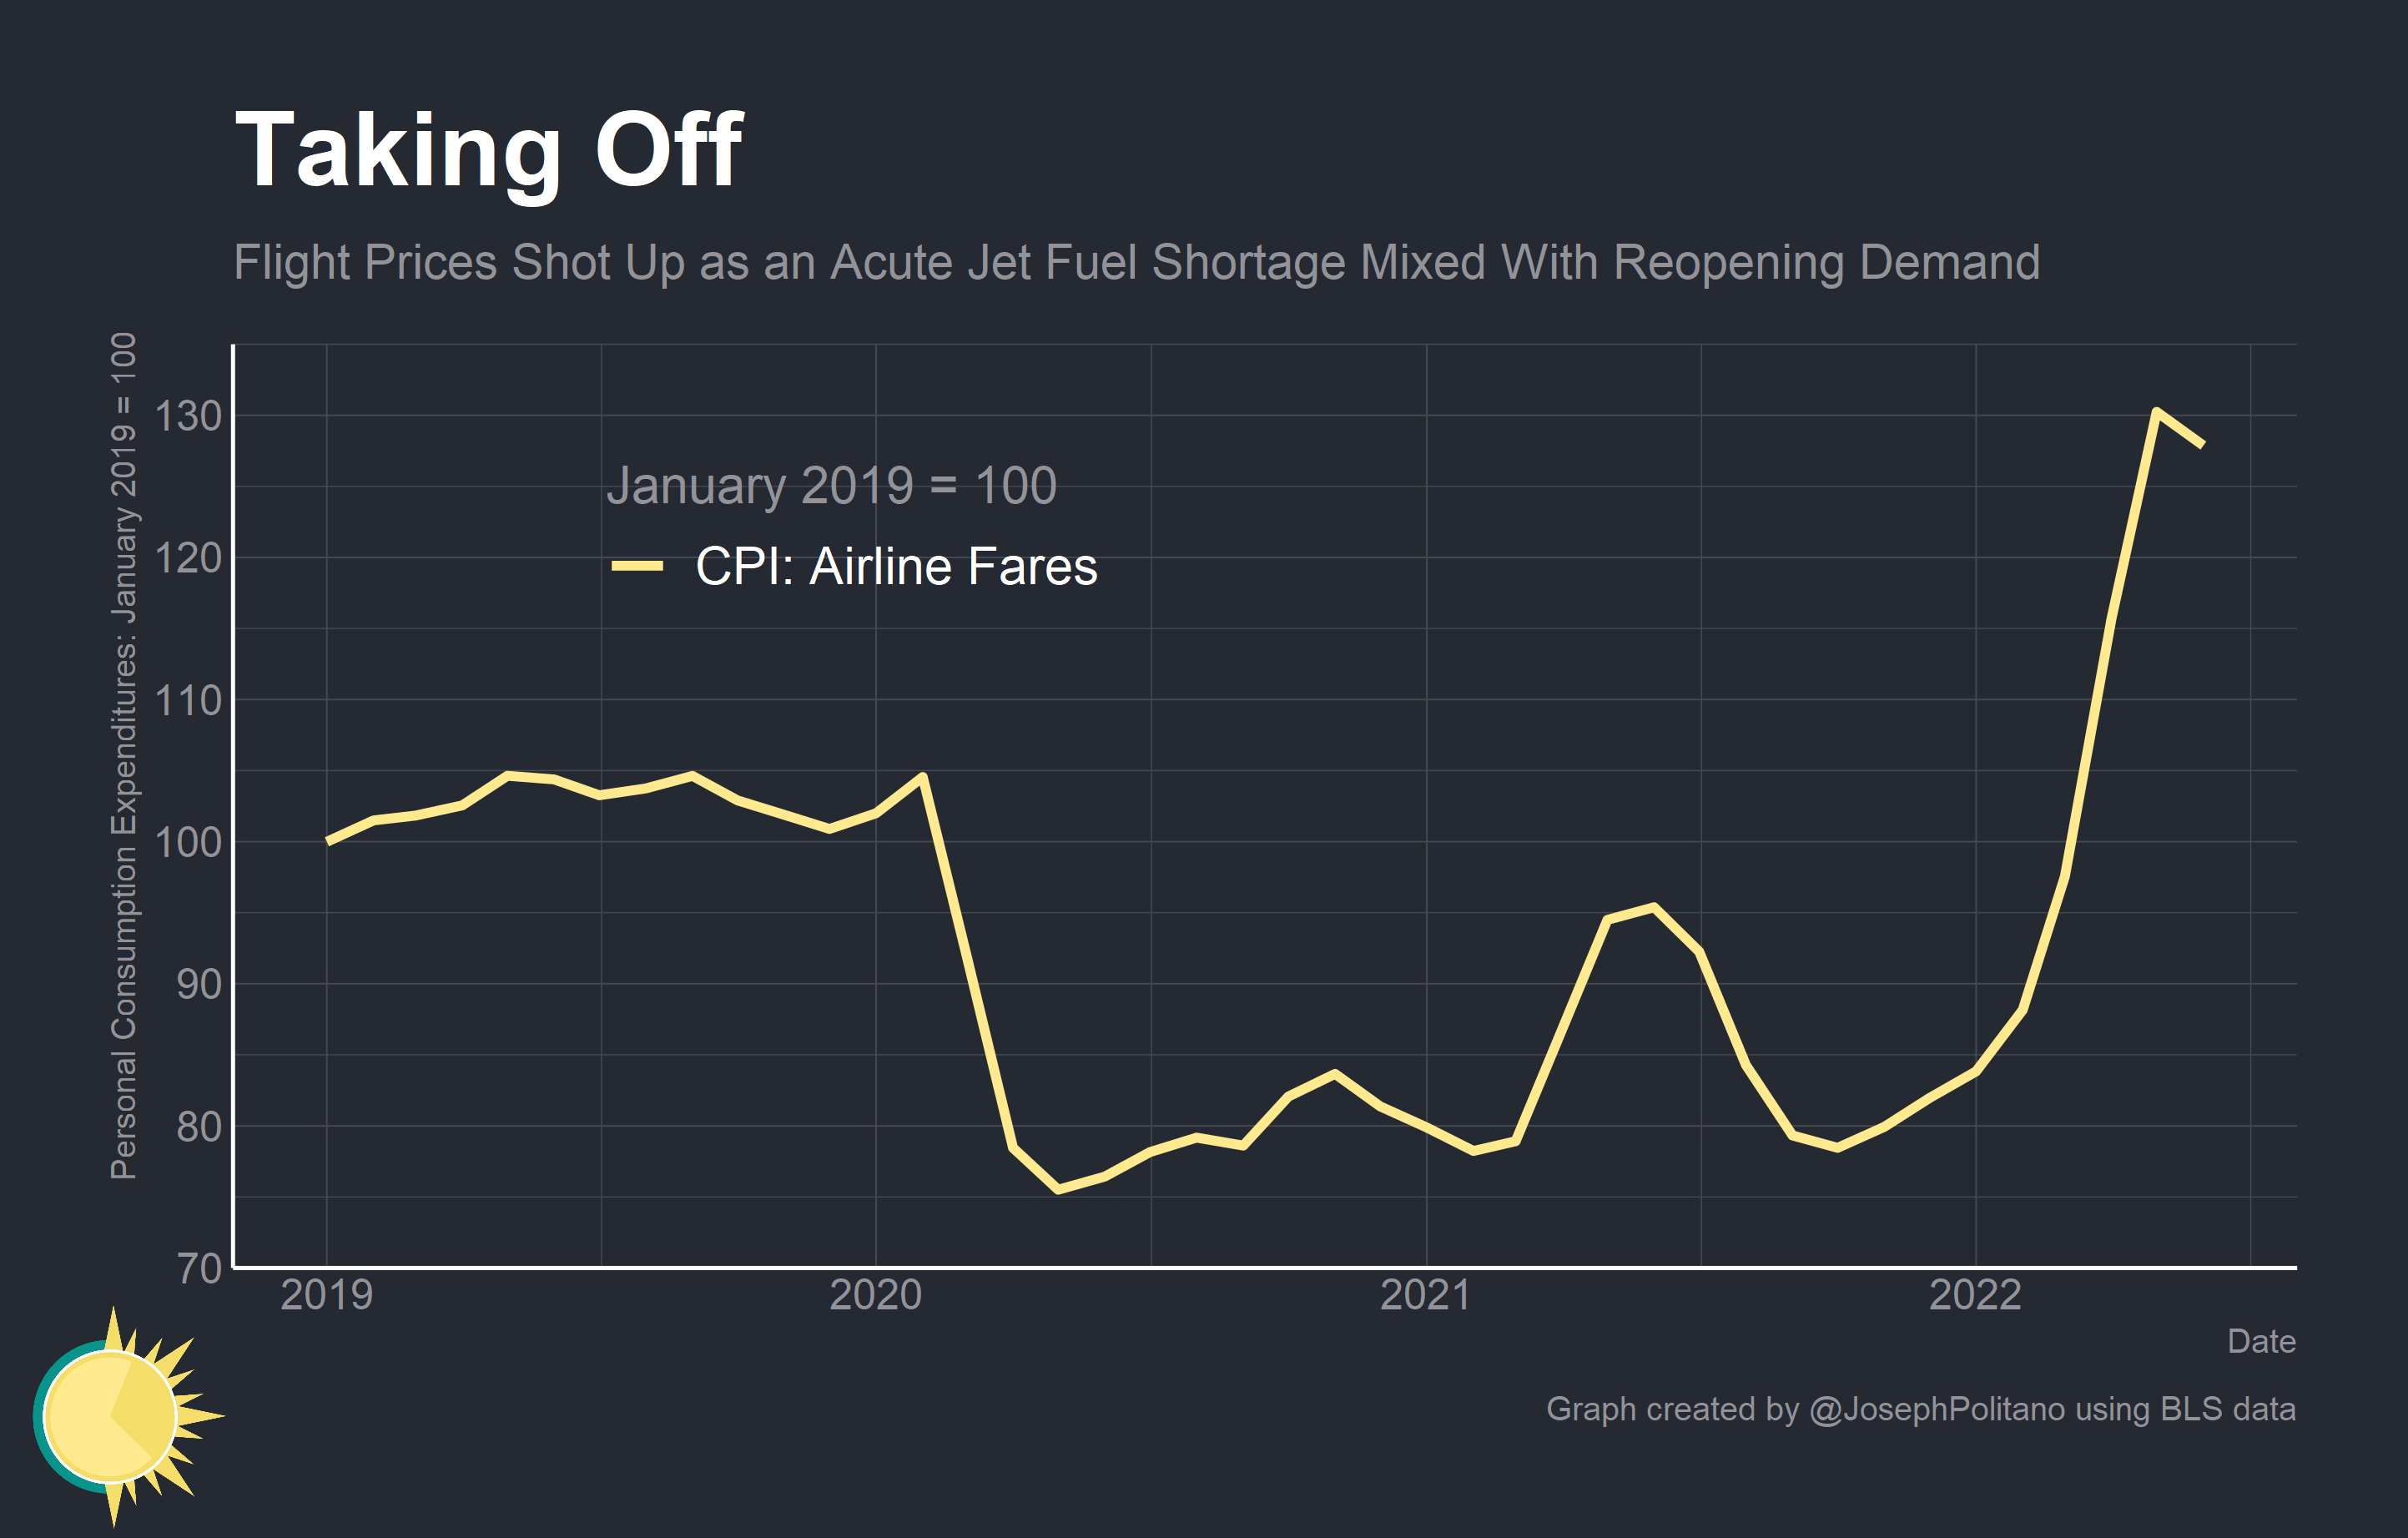 Taking Off
Flight Prices Shot Up as an Acute Jet Fuel Shortage Mixed With Reopening Demand
Personal Consumption Expenditures: January 2019 = 100
130
120
110
100
90
80
70
January 2019 = 100
CPI: Airline Fares
2019
2020
2021
2022
Date
Graph created by @JosephPolitano using BLS data